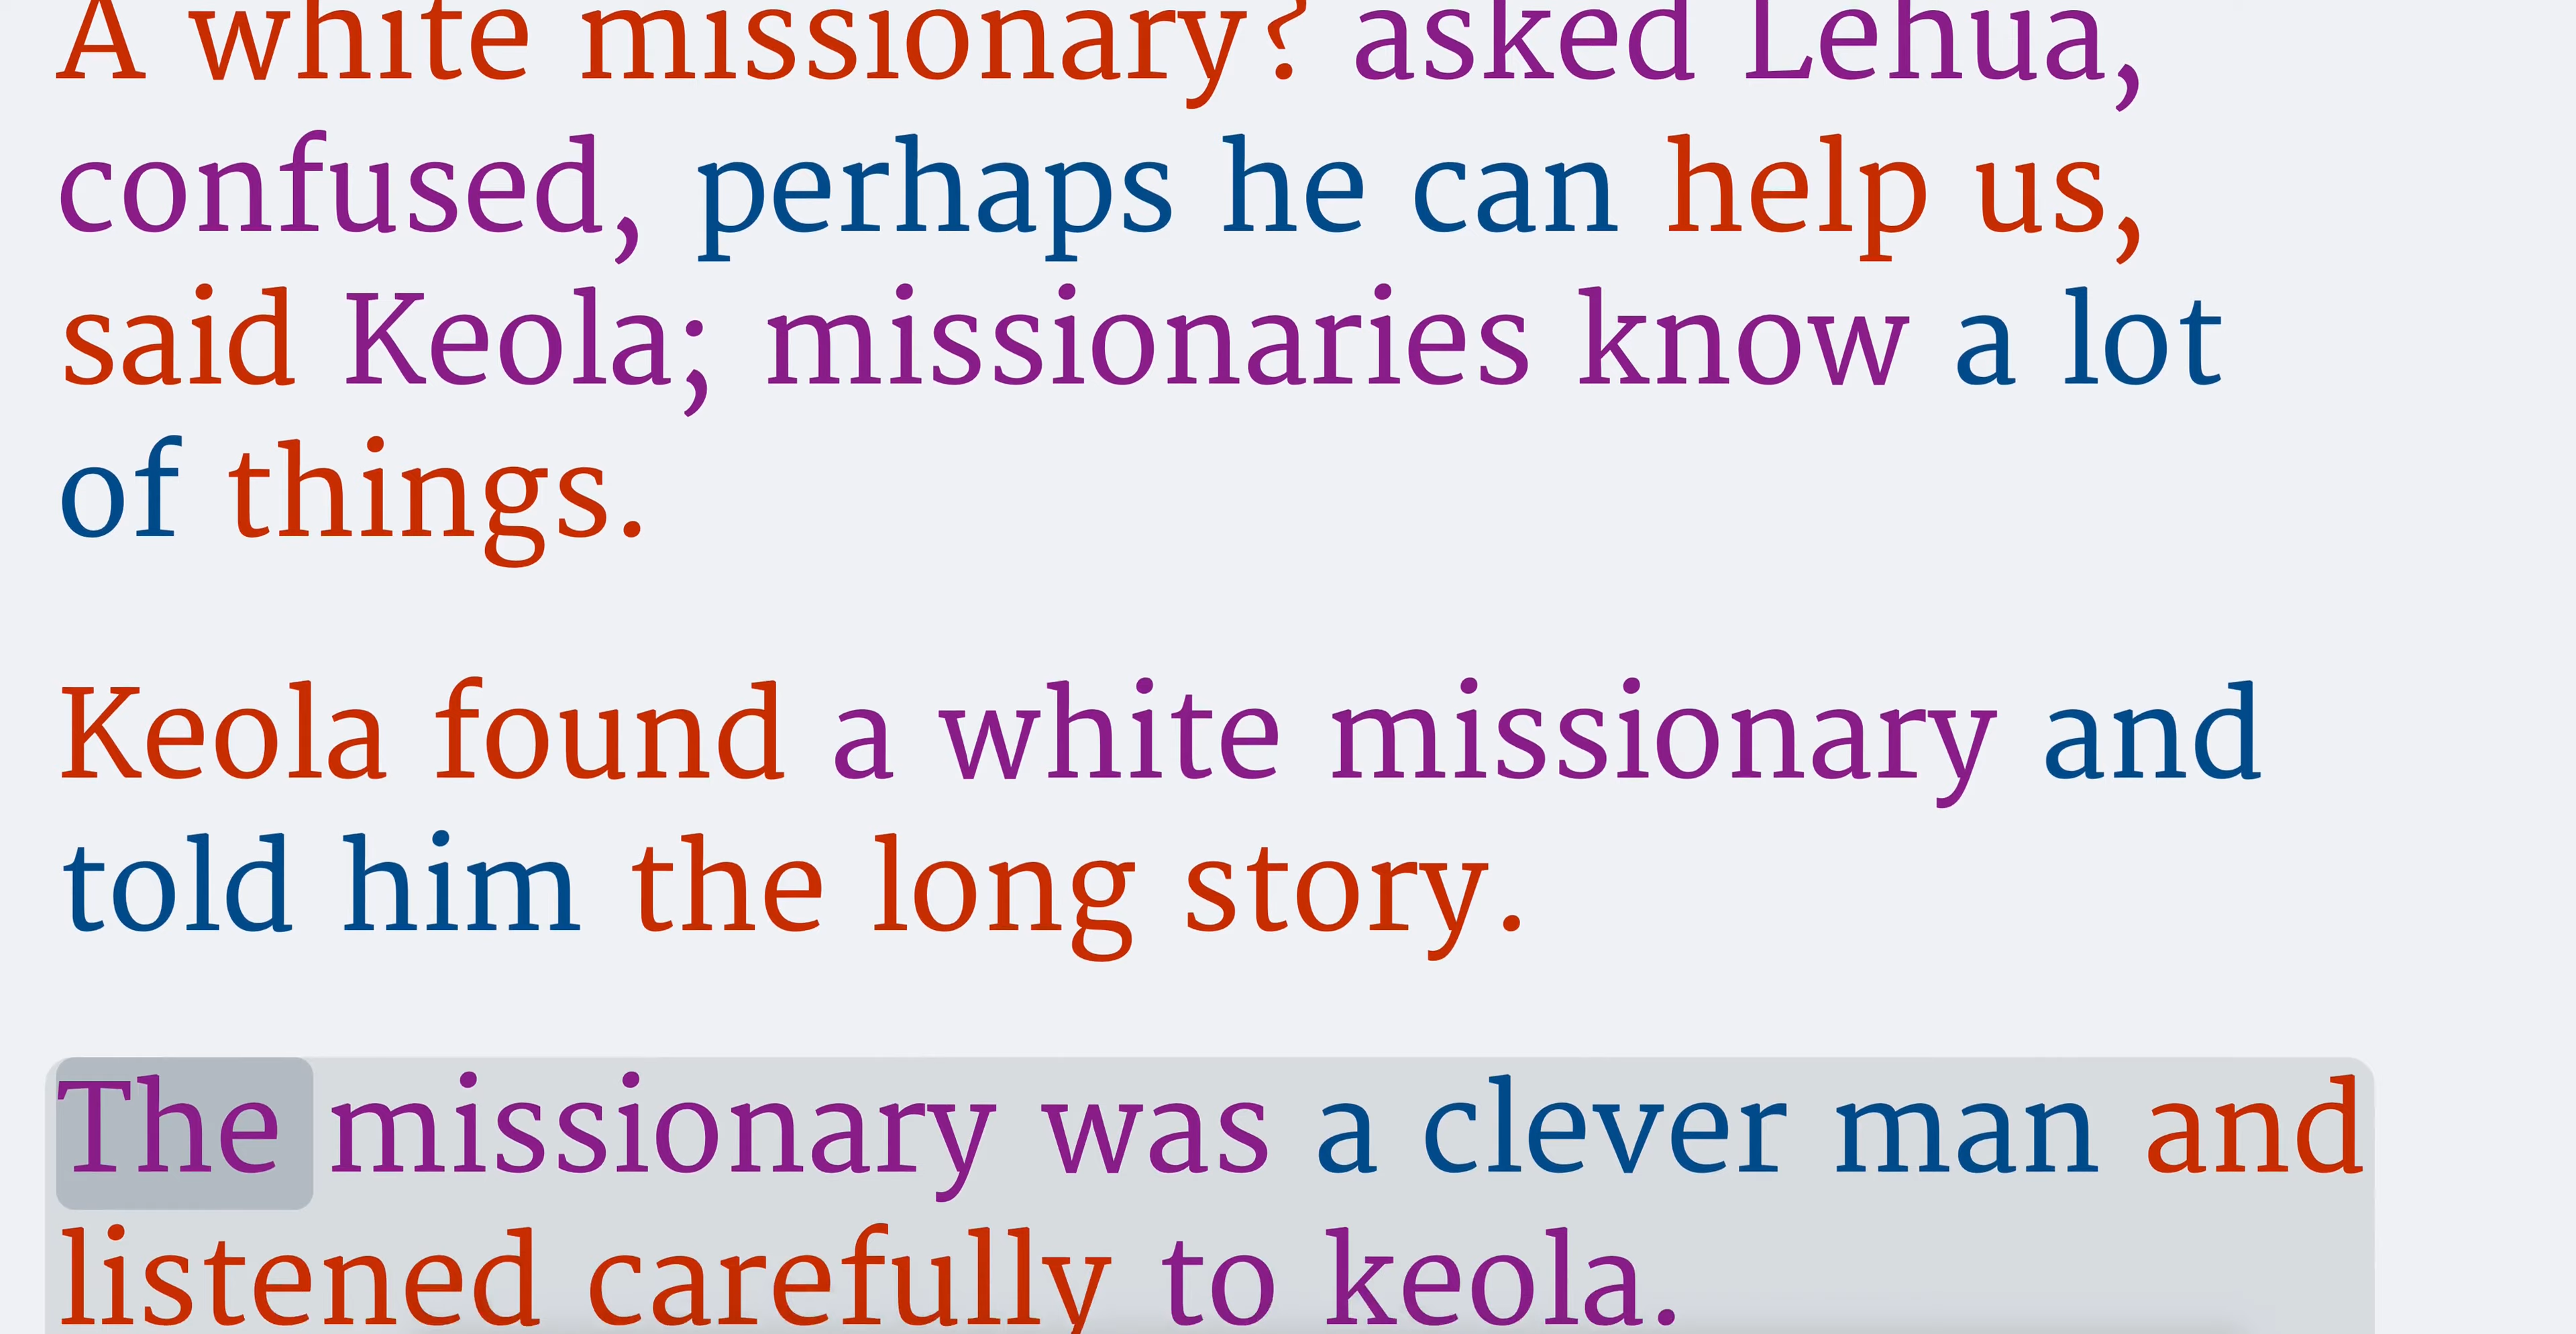 A white missionary? asked Lehua,
confused, perhaps he can help us,
said Keola; missionaries know a lot
of things.
Keola found a white missionary and
told him the long story.
The missionary was a clever man and
listened carefully to keola.